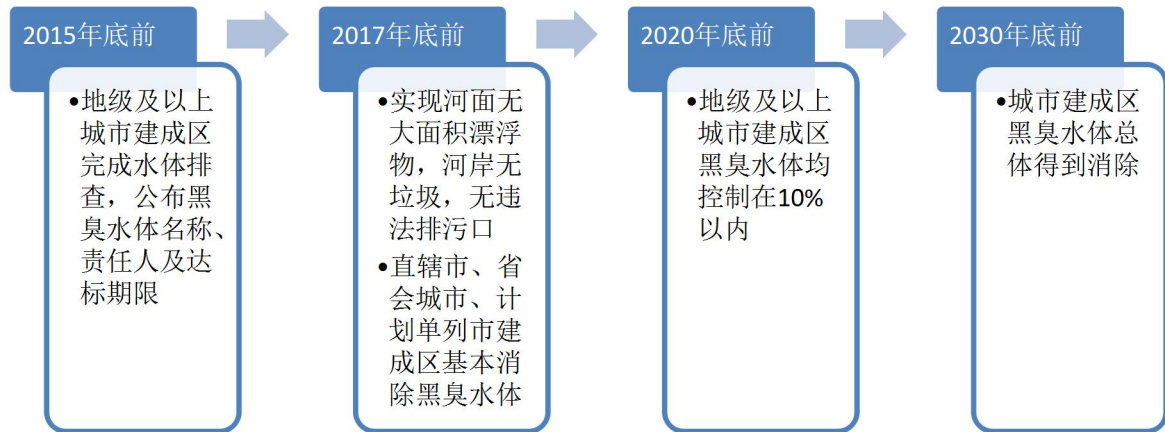 2015年底前
•地级及以上
城市建成区
完成水体排
查，公布黑
臭水体名称、
责任人及达
标期限
2017年底前
•实现河面无
大面积漂浮
物，河岸无
垃圾，无违
法排污口
•直辖市、省
会城市、计
划单列市建
成区基本消
除黑臭水体
2020年底前
•地级及以上
城市建成区
黑臭水体均
控制在10%
以内
2030年底前
•城市建成区
黑臭水体总
体得到消除